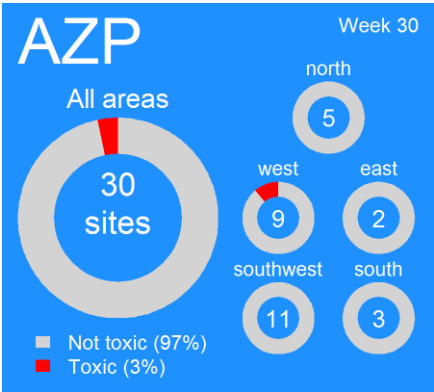 AZP
Week 30
All areas
30
sites
north
5
west
9
east
2
southwest
11
south
3
Not toxic (97%)
Toxic (3%)